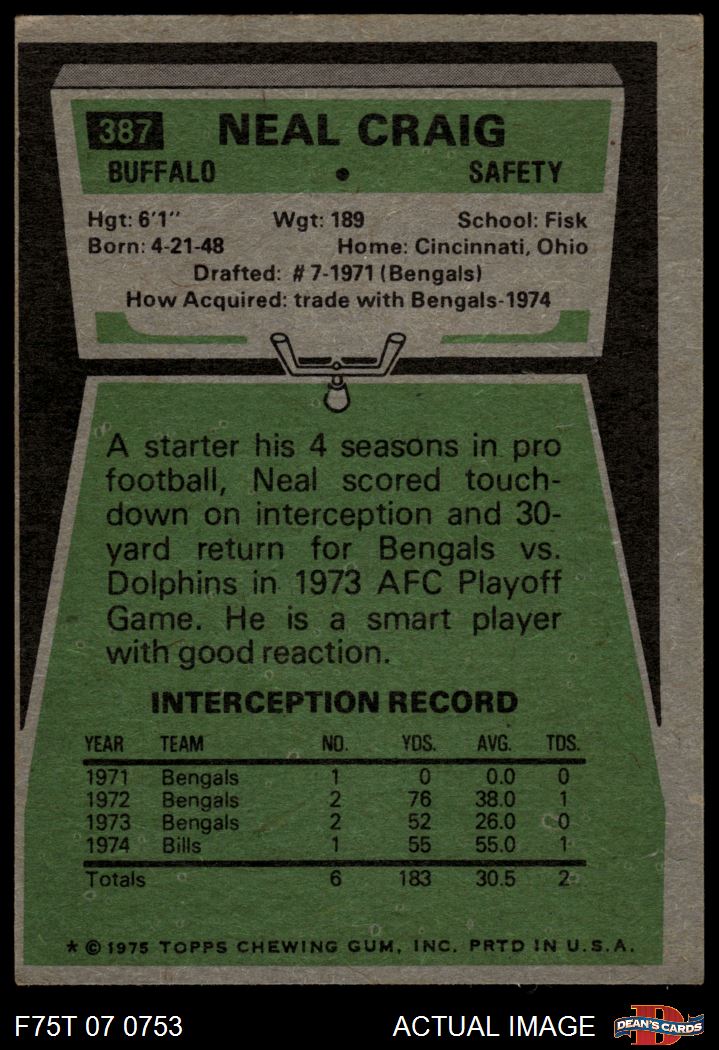 387 NEAL CRAIG
BUFFALO • SAFETY
Hgt: 6'1" Wgt: 189 School: Fisk
Born: 4-21-48 Home: Cincinnati, Ohio
Drafted: #7-1971 (Bengals)
How Acquired: trade with Bengals-1974
A starter his 4 seasons in pro
football, Neal scored touch-
down on interception and 30-
yard return for Bengals vs.
Dolphins in 1973 AFC Playoff
Game. He is a smart player
with good reaction.
INTERCEPTION RECORD
YEAR TEAM NO. YDS. AVG. TDS.
1971 Bengals 1 0 0.0 0
1972 Bengals 2 76 38.0 1
1973 Bengals 2 52 26.0 0
1974 Bills 1 55 55.0 1
Totals 6 183 30.5 2
* © 1975 TOPPS CHEWING GUM, INC. PRTD IN U.S.A.
F75T 07 0753 ACTUAL IMAGE DEAN'S CARDS